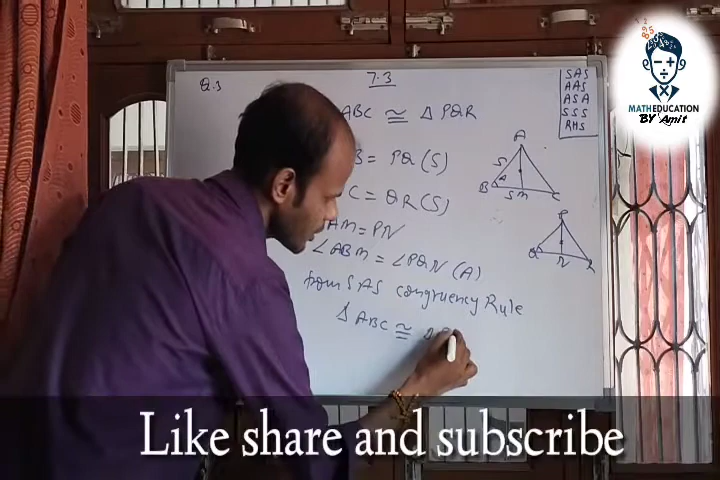 Q.3
7.3
ABC ≅ Δ PQR
B = PQ (S)
C = QR (S)
AM = PN
∠ABM = ∠PQN (A)
from SAS congruency Rule
Δ ABC ≅ Δ
SAS
AAS
ASA
SSS
RHS
A
S
A
B SM C
P
Q N R
MATHEDUCATION
BY Amit
Like share and subscribe